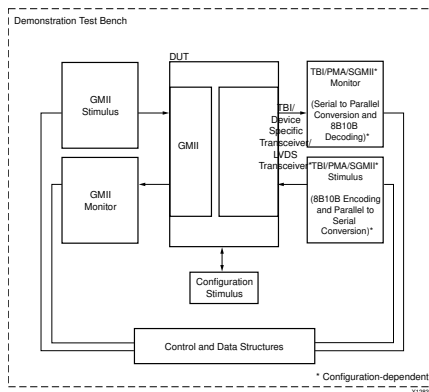 Demonstration Test Bench
DUT
GMII
Stimulus
GMII
Monitor
GMII
TBI/
Device
Specific
Transceiver/
LVDS
Transceiver*
TBI/PMA/SGMII*
Monitor
(Serial to Parallel
Conversion and
8B10B
Decoding)*
TBI/PMA/SGMII*
Stimulus
(8B10B Encoding
and Parallel to
Serial
Conversion)*
Configuration
Stimulus
Control and Data Structures
* Configuration-dependent